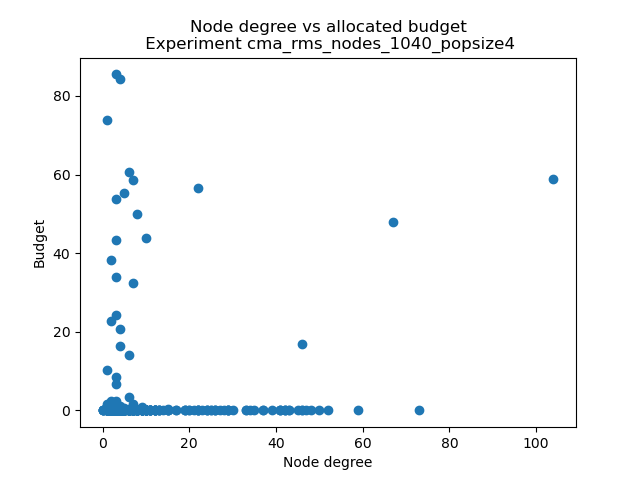 Node degree vs allocated budget
Experiment cma_rms_nodes_1040_popsize4
80
60
40
20
0
Budget
0 20 40 60 80 100
Node degree